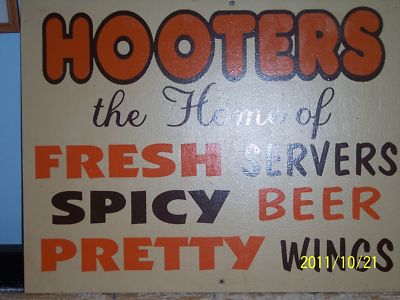 HOOTERS
the Home of
FRESH SERVERS
SPICY BEER
PRETTY WINGS
2011/10/21